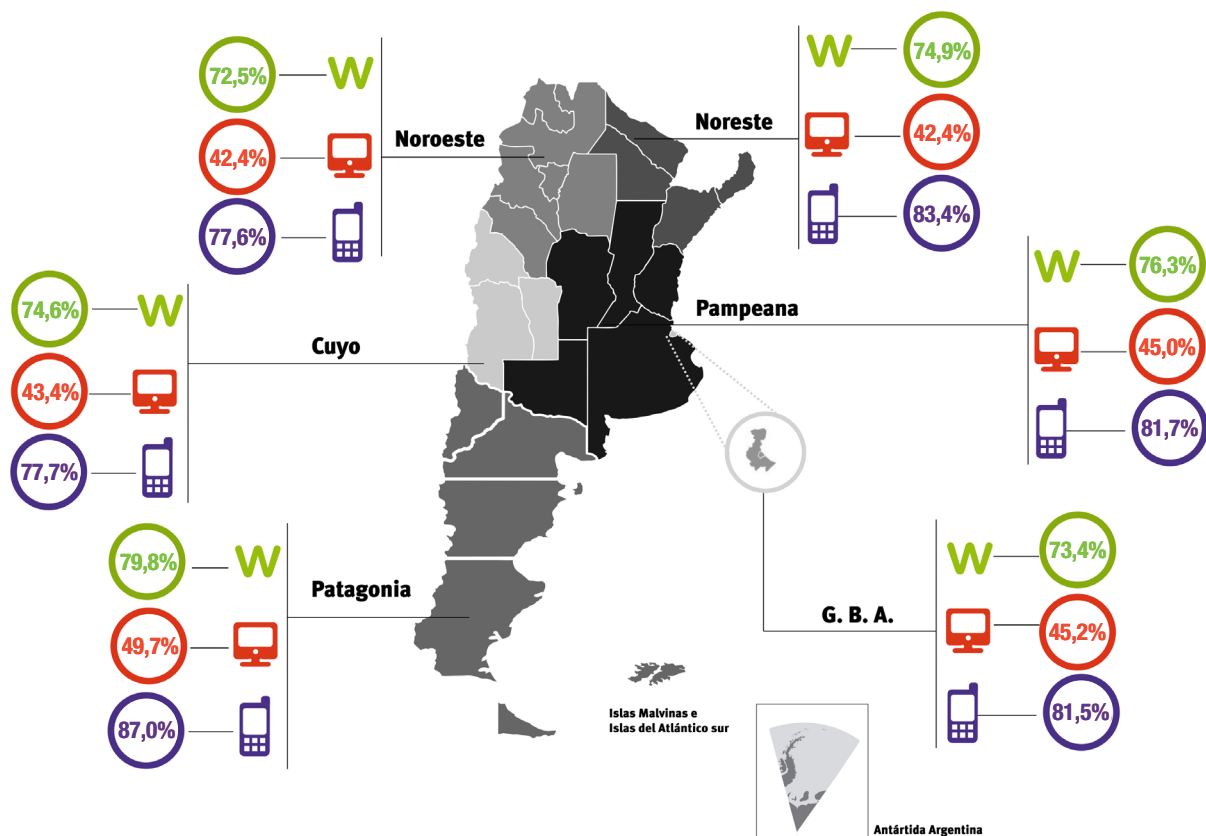 72,5%
W
42,4%
77,6%
Noroeste
W
74,9%
Noreste
42,4%
83,4%
74,6%
W
43,4%
77,7%
Cuyo
W
76,3%
Pampeana
45,0%
81,7%
79,8%
W
49,7%
87,0%
Patagonia
W
73,4%
G. B. A.
45,2%
81,5%
Islas Malvinas e
Islas del Atlántico sur
Antártida Argentina